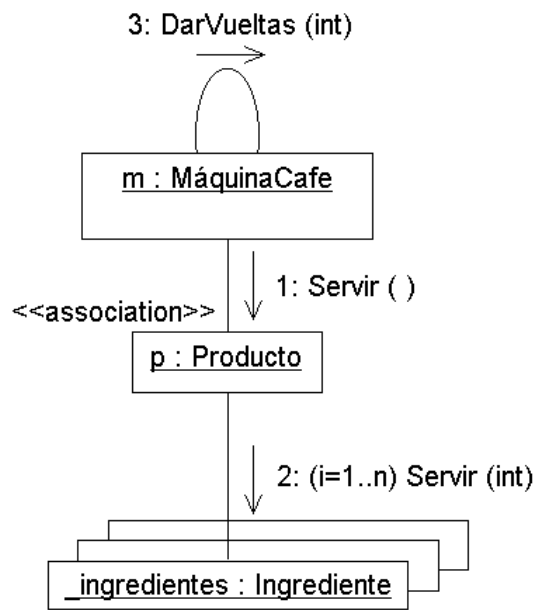 3: DarVueltas (int)
m : MáquinaCafe
1: Servir ( )
<<association>>
p : Producto
2: (i=1..n) Servir (int)
_ingredientes : Ingrediente